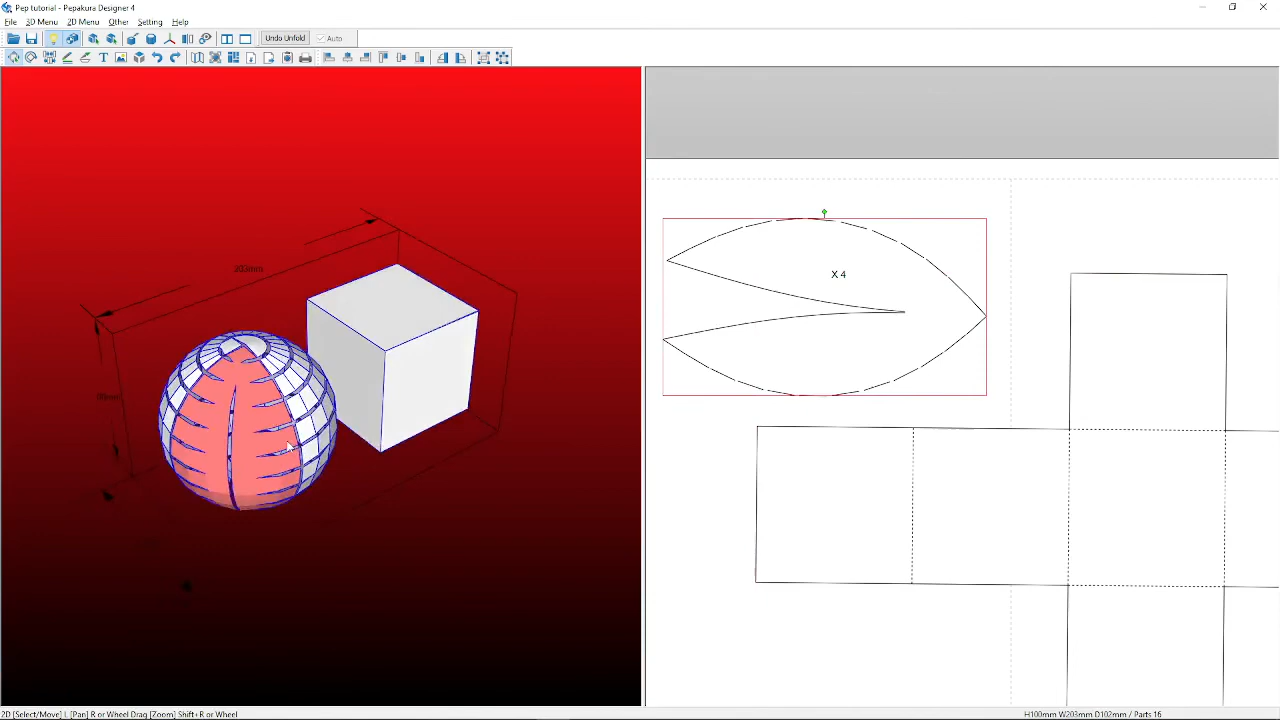 Pep tutorial - Pepakura Designer 4
File 3D Menu 2D Menu Other Setting Help
Undo Unfold Auto
203mm
X 4
2D [Select/Move] L [Pan] R or Wheel Drag [Zoom] Shift+R or Wheel
H100mm W203mm D102mm / Parts 16